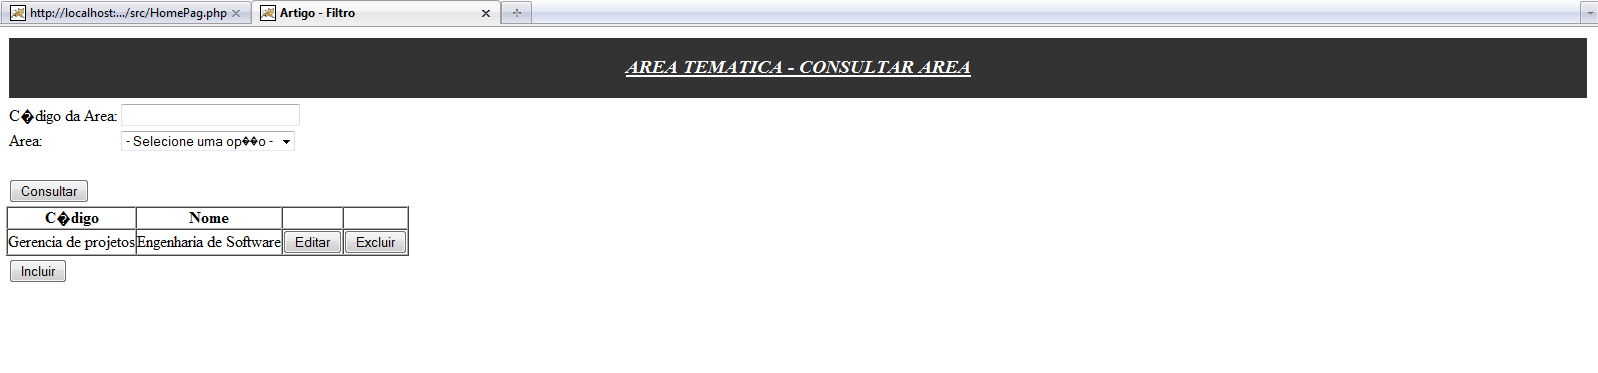 http://localhost:.../src/HomePag.php Artigo - Filtro
AREA TEMATICA - CONSULTAR AREA
C�digo da Area:
Area: - Selecione uma op��o -
Consultar
C�digo Nome
Gerencia de projetos Engenharia de Software Editar Excluir
Incluir